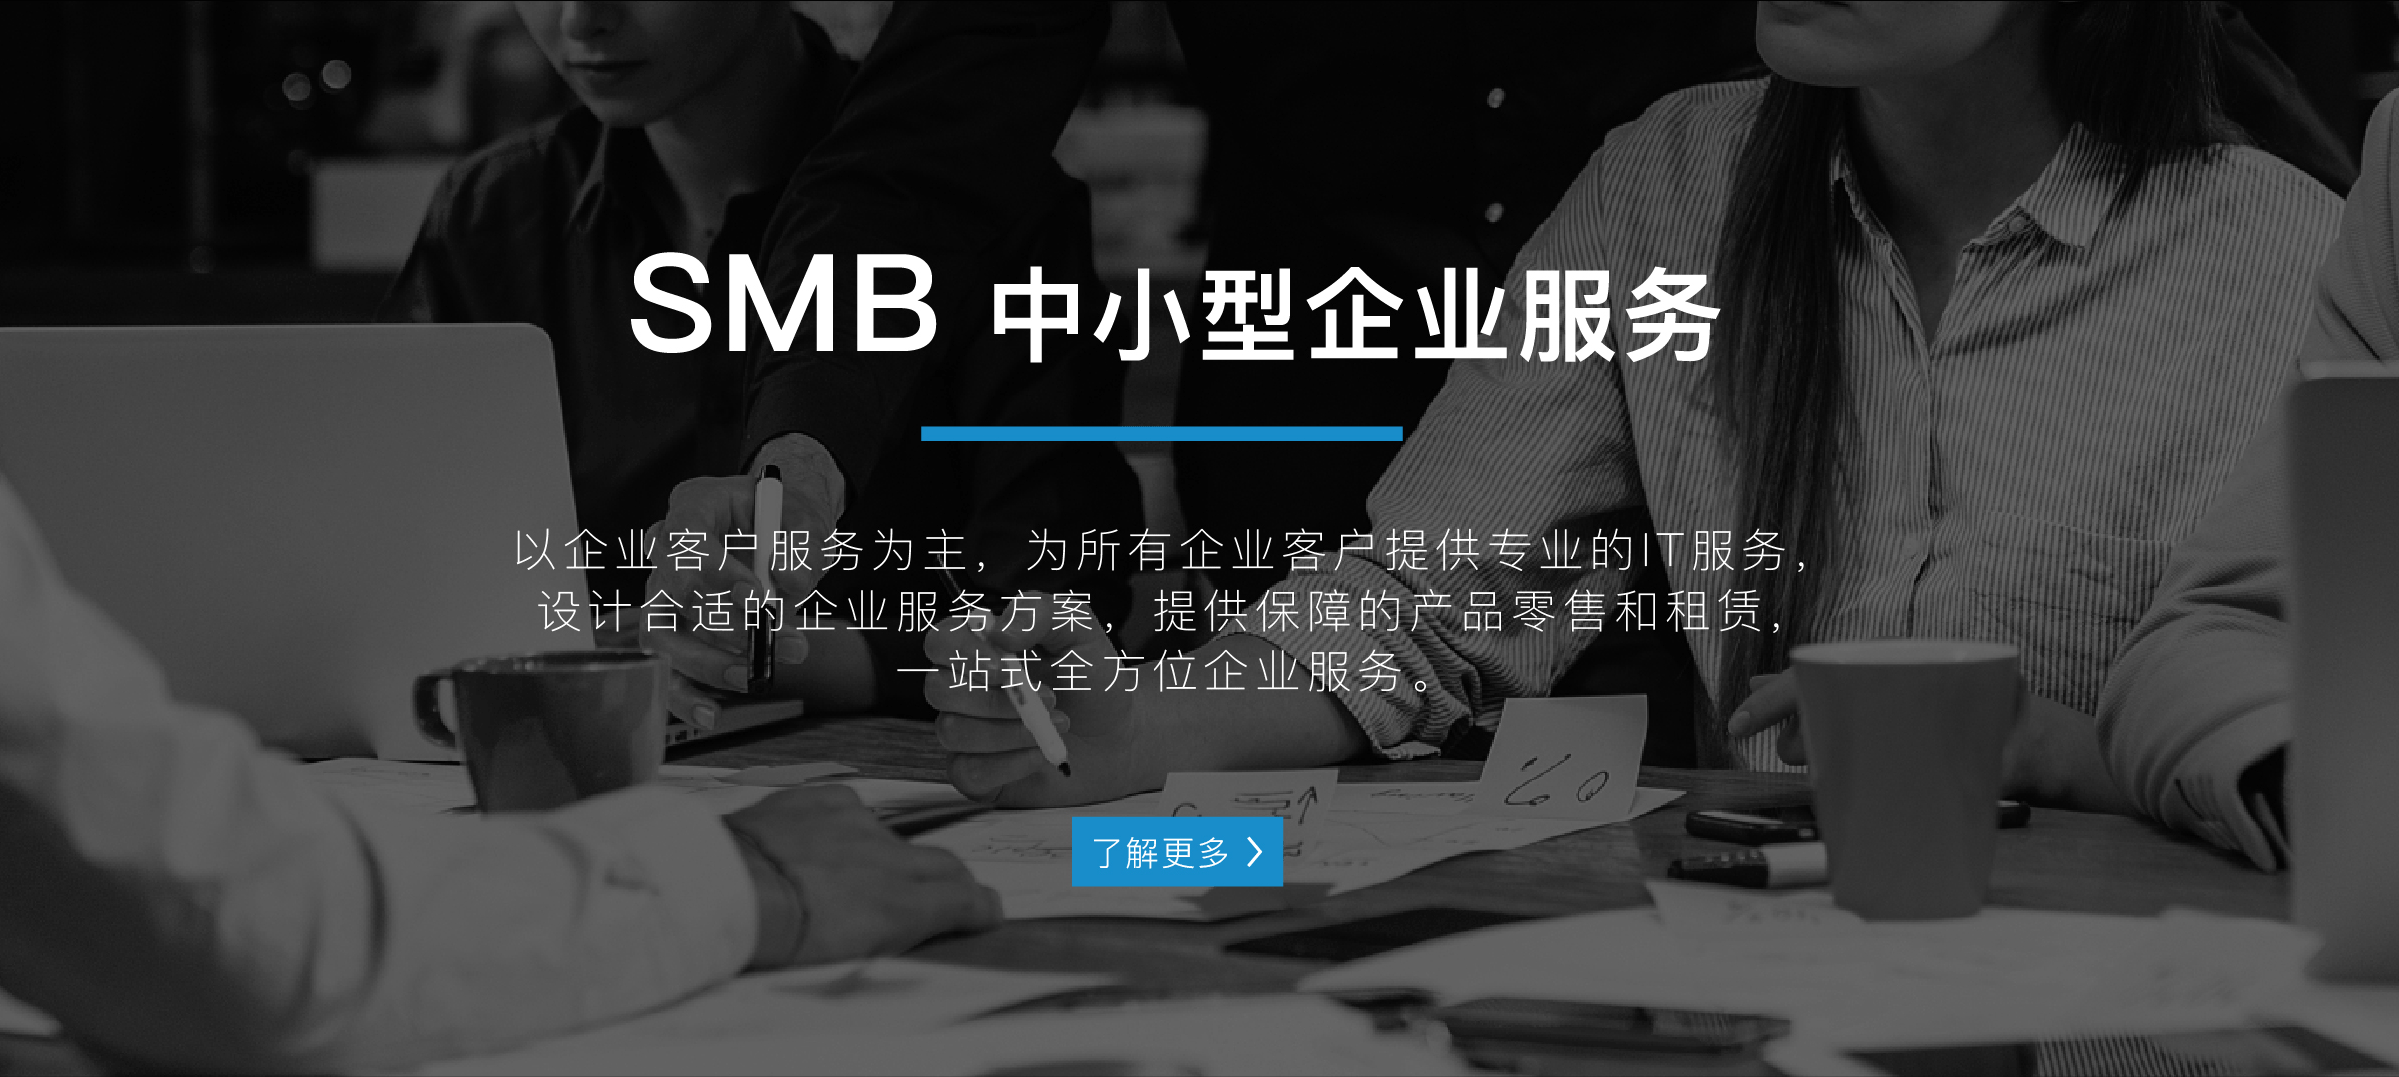 SMB 中小型企业服务
以企业客户服务为主，为所有企业客户提供专业的IT服务，
设计合适的企业服务方案，提供保障的产品零售和租赁，
一站式全方位企业服务。
了解更多 >